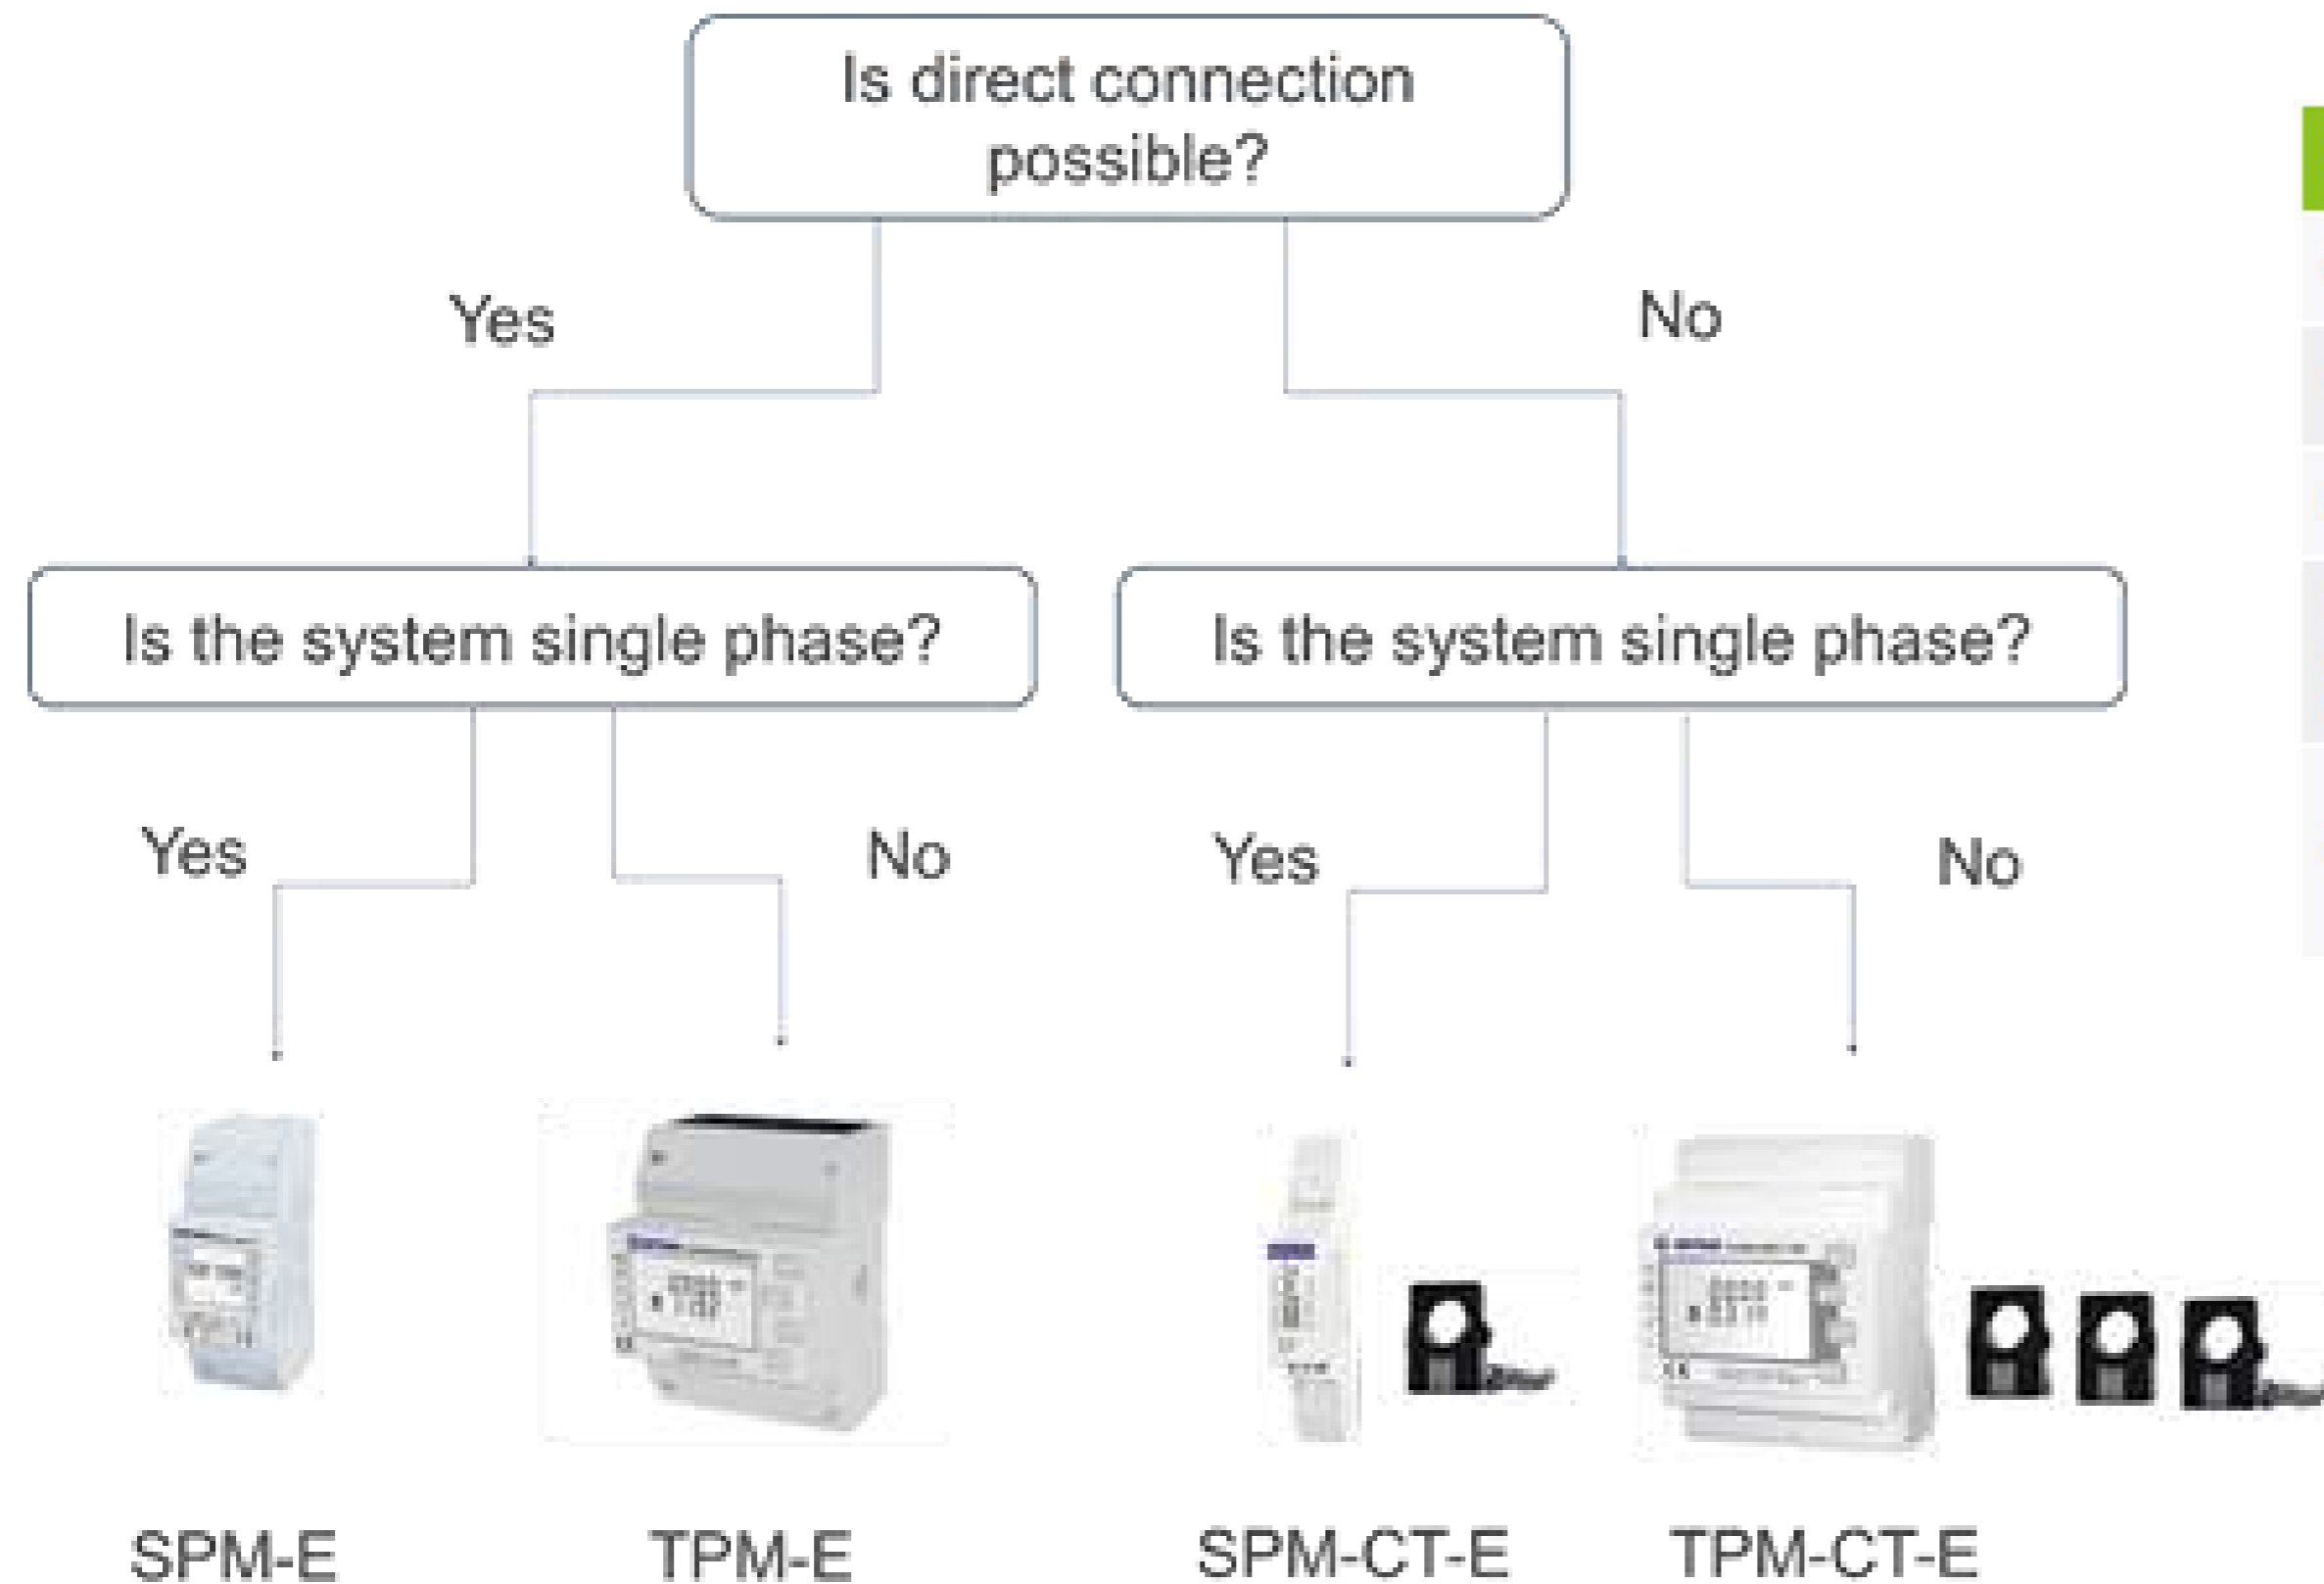 Is direct connection
possible?
Yes
No
Is the system single phase?
Is the system single phase?
Yes
No
Yes
No
SPM-E
TPM-E
SPM-CT-E
TPM-CT-E